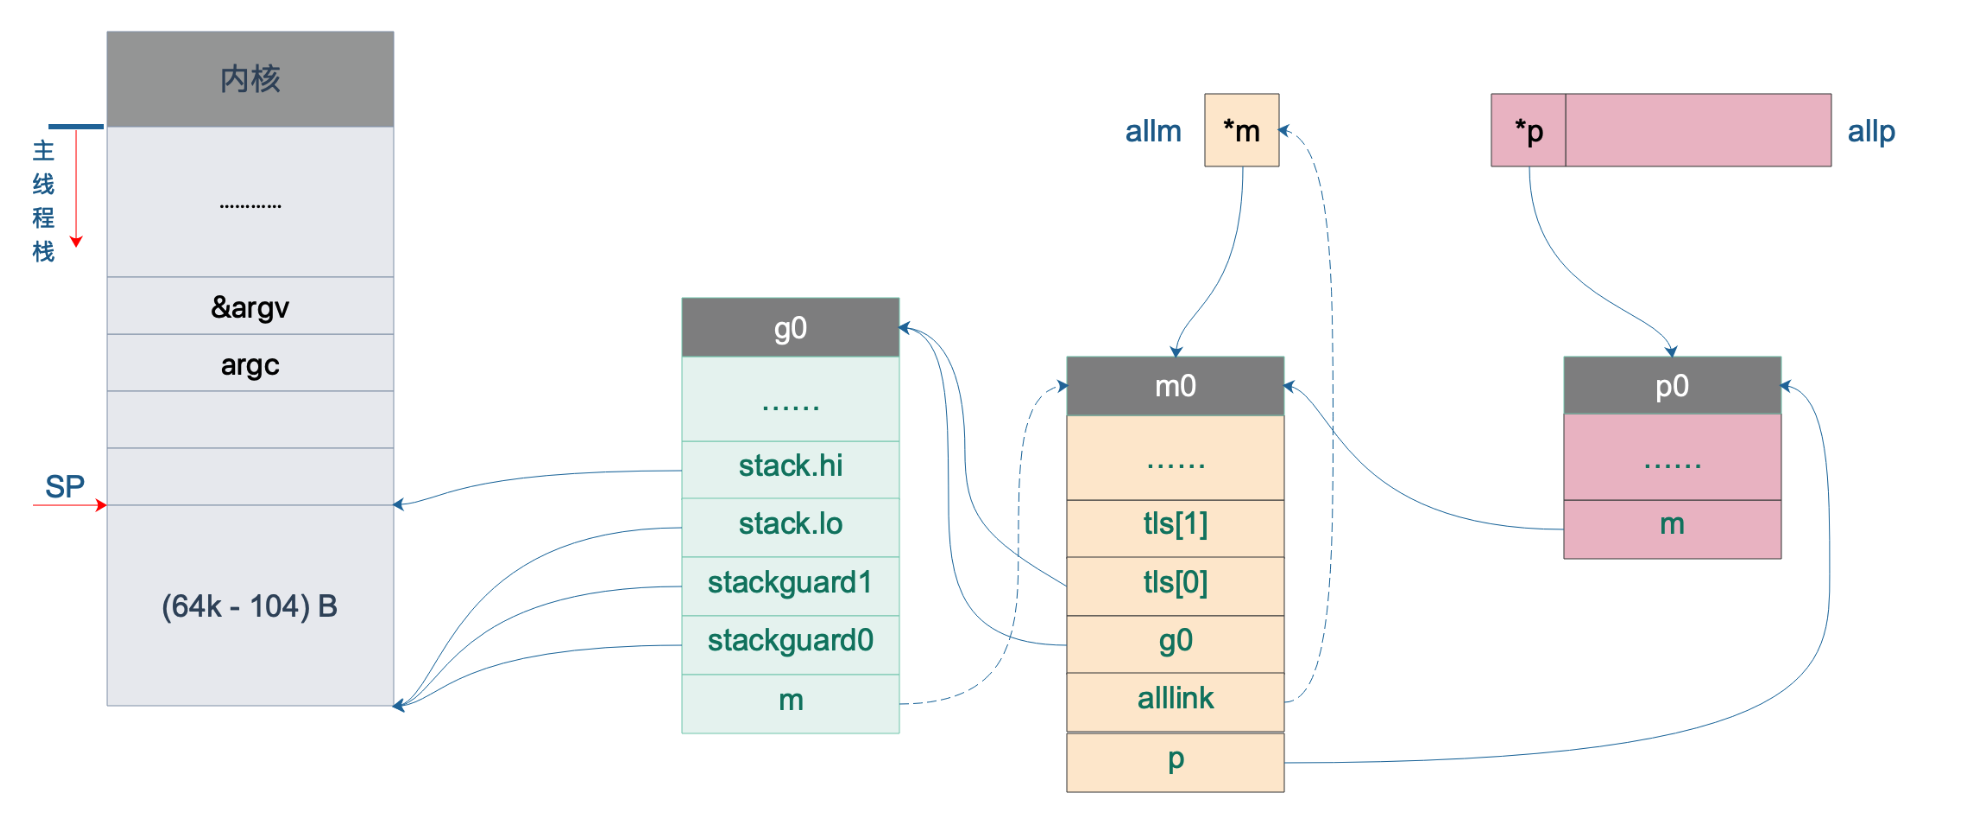 内核
主线程栈
…………
&argv
argc
SP
(64k - 104) B
g0
……
stack.hi
stack.lo
stackguard1
stackguard0
m
allm
*m
m0
……
tls[1]
tls[0]
g0
alllink
p
*p
allp
p0
……
m